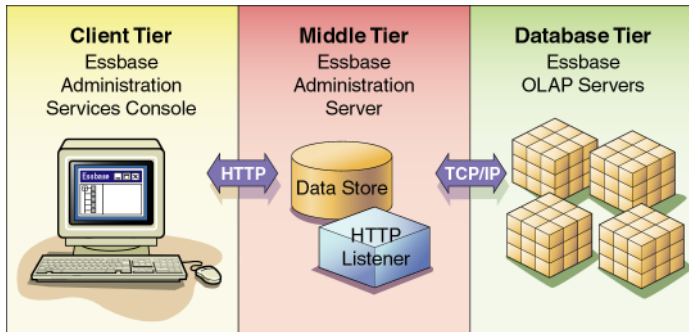 Client Tier
Essbase
Administration
Services Console
Essbase
HTTP
Middle Tier
Essbase
Administration
Server
Data Store
HTTP
Listener
TCP/IP
Database Tier
Essbase
OLAP Servers